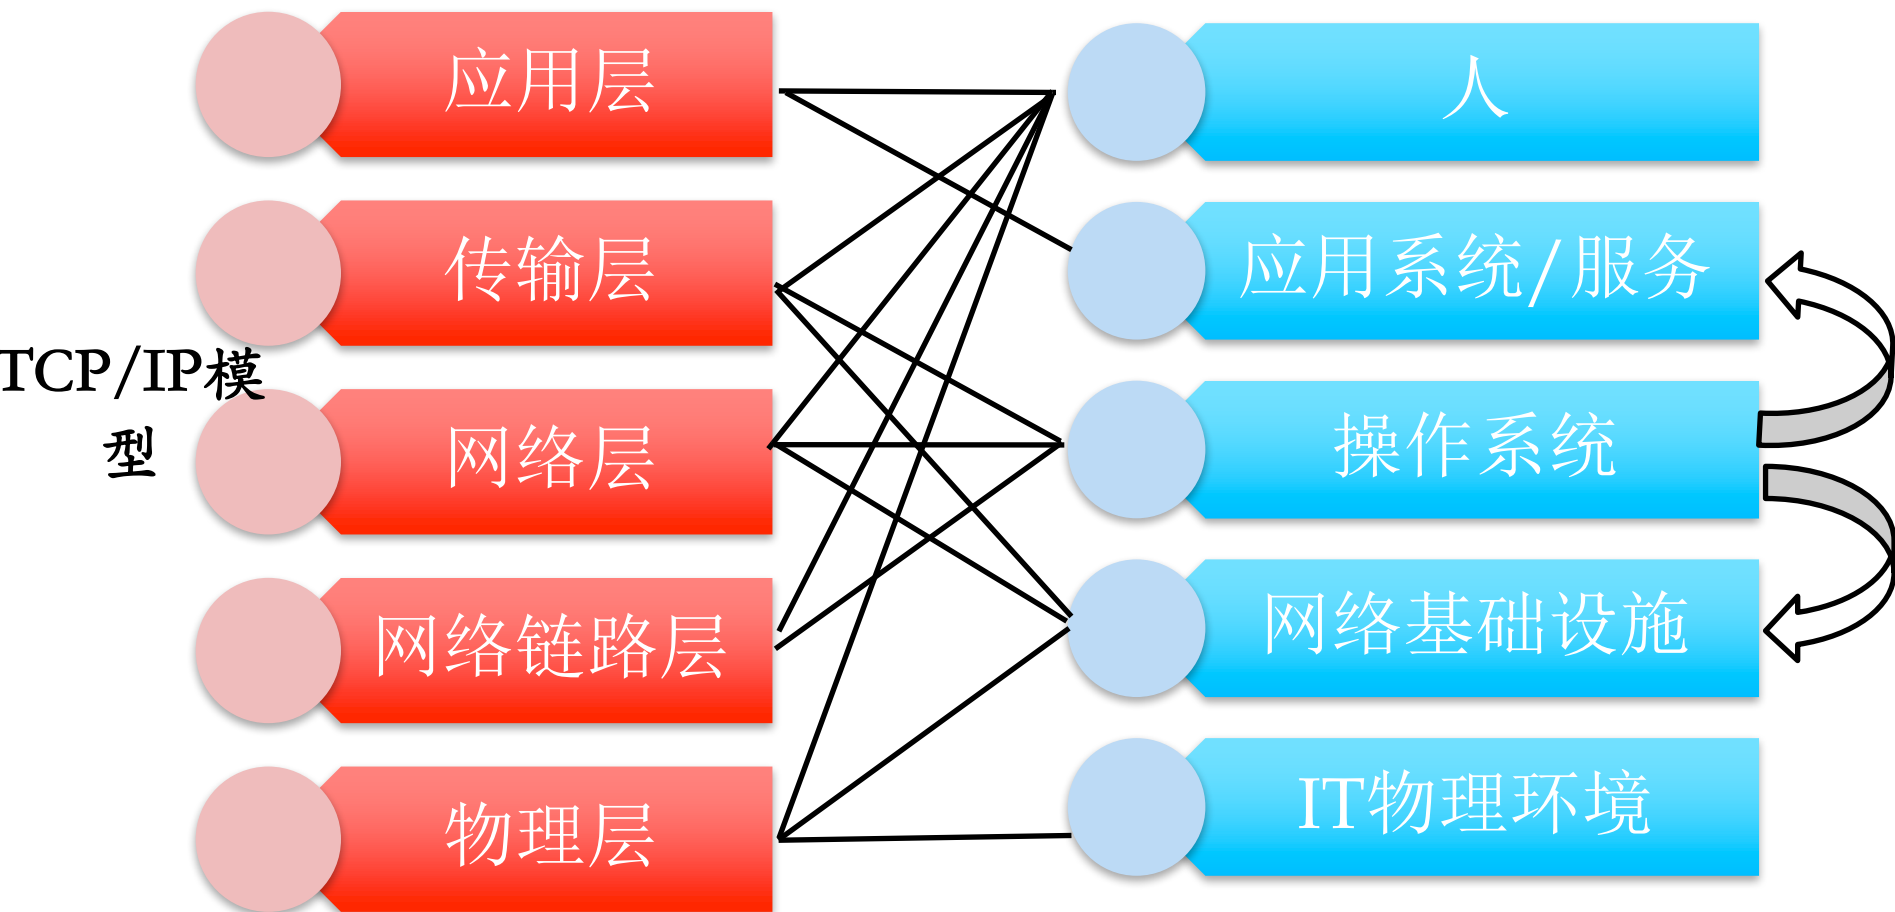 应用层
传输层
TCP/IP模
型
网络层
网络链路层
物理层
人
应用系统/服务
操作系统
网络基础设施
IT物理环境